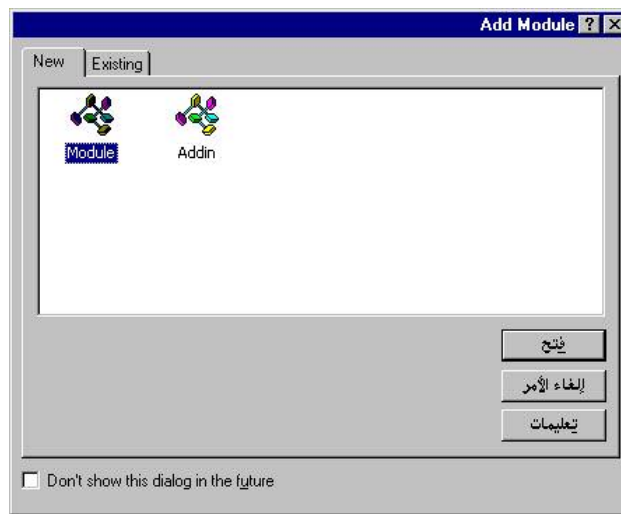 Add Module
New
Existing
Module
Addin
فتح
إلغاء الأمر
تعليمات
Don't show this dialog in the future